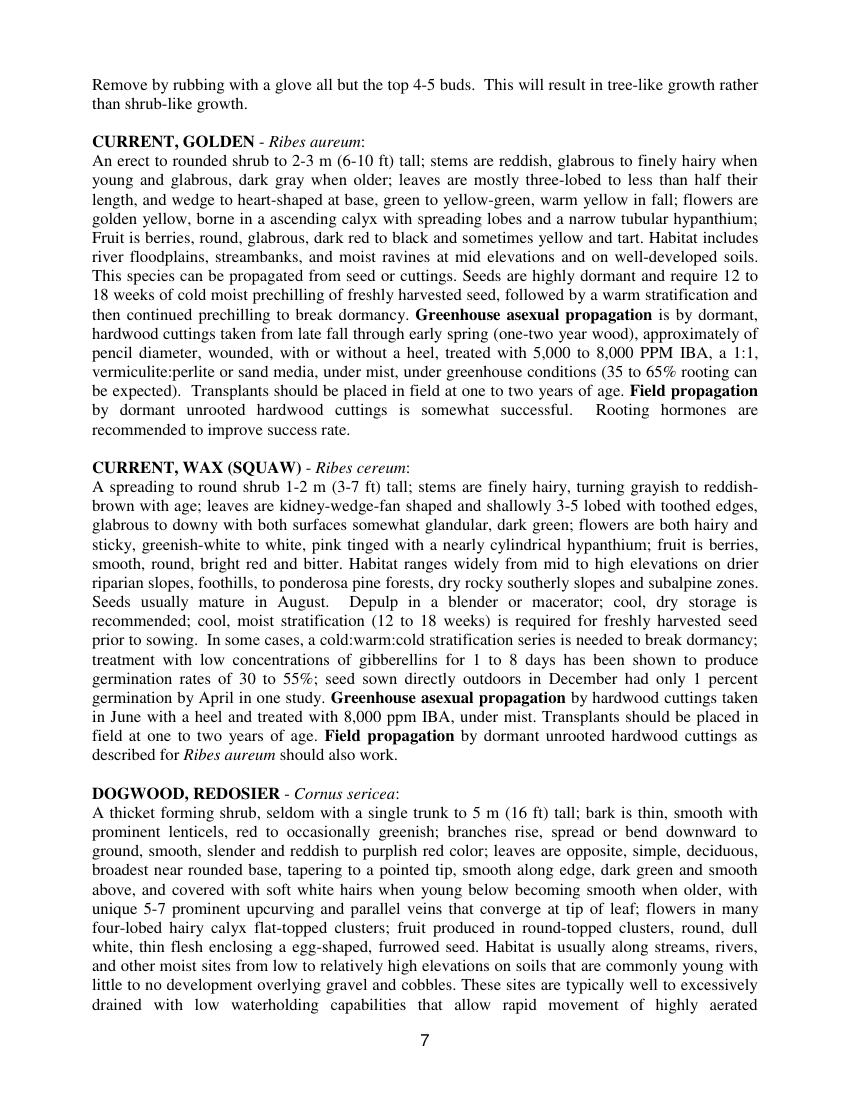 Remove by rubbing with a glove all but the top 4-5 buds.  This will result in tree-like growth rather
than shrub-like growth.
CURRENT, GOLDEN - Ribes aureum:
An erect to rounded shrub to 2-3 m (6-10 ft) tall; stems are reddish, glabrous to finely hairy when
young and glabrous, dark gray when older; leaves are mostly three-lobed to less than half their
length, and wedge to heart-shaped at base, green to yellow-green, warm yellow in fall; flowers are
golden yellow, borne in a ascending calyx with spreading lobes and a narrow tubular hypanthium;
Fruit is berries, round, glabrous, dark red to black and sometimes yellow and tart. Habitat includes
river floodplains, streambanks, and moist ravines at mid elevations and on well-developed soils.
This species can be propagated from seed or cuttings. Seeds are highly dormant and require 12 to
18 weeks of cold moist prechilling of freshly harvested seed, followed by a warm stratification and
then continued prechilling to break dormancy. Greenhouse asexual propagation is by dormant,
hardwood cuttings taken from late fall through early spring (one-two year wood), approximately of
pencil diameter, wounded, with or without a heel, treated with 5,000 to 8,000 PPM IBA, a 1:1,
vermiculite:perlite or sand media, under mist, under greenhouse conditions (35 to 65% rooting can
be expected).  Transplants should be placed in field at one to two years of age. Field propagation
by dormant unrooted hardwood cuttings is somewhat successful.  Rooting hormones are
recommended to improve success rate.
CURRENT, WAX (SQUAW) - Ribes cereum:
A spreading to round shrub 1-2 m (3-7 ft) tall; stems are finely hairy, turning grayish to reddish-
brown with age; leaves are kidney-wedge-fan shaped and shallowly 3-5 lobed with toothed edges,
glabrous to downy with both surfaces somewhat glandular, dark green; flowers are both hairy and
sticky, greenish-white to white, pink tinged with a nearly cylindrical hypanthium; fruit is berries,
smooth, round, bright red and bitter. Habitat ranges widely from mid to high elevations on drier
riparian slopes, foothills, to ponderosa pine forests, dry rocky southerly slopes and subalpine zones.
Seeds usually mature in August.  Depulp in a blender or macerator; cool, dry storage is
recommended; cool, moist stratification (12 to 18 weeks) is required for freshly harvested seed
prior to sowing.  In some cases, a cold:warm:cold stratification series is needed to break dormancy;
treatment with low concentrations of gibberellins for 1 to 8 days has been shown to produce
germination rates of 30 to 55%; seed sown directly outdoors in December had only 1 percent
germination by April in one study. Greenhouse asexual propagation by hardwood cuttings taken
in June with a heel and treated with 8,000 ppm IBA, under mist. Transplants should be placed in
field at one to two years of age. Field propagation by dormant unrooted hardwood cuttings as
described for Ribes aureum should also work.
DOGWOOD, REDOSIER - Cornus sericea:
A thicket forming shrub, seldom with a single trunk to 5 m (16 ft) tall; bark is thin, smooth with
prominent lenticels, red to occasionally greenish; branches rise, spread or bend downward to
ground, smooth, slender and reddish to purplish red color; leaves are opposite, simple, deciduous,
broadest near rounded base, tapering to a pointed tip, smooth along edge, dark green and smooth
above, and covered with soft white hairs when young below becoming smooth when older, with
unique 5-7 prominent upcurving and parallel veins that converge at tip of leaf; flowers in many
four-lobed hairy calyx flat-topped clusters; fruit produced in round-topped clusters, round, dull
white, thin flesh enclosing a egg-shaped, furrowed seed. Habitat is usually along streams, rivers,
and other moist sites from low to relatively high elevations on soils that are commonly young with
little to no development overlying gravel and cobbles. These sites are typically well to excessively
drained with low waterholding capabilities that allow rapid movement of highly aerated
7